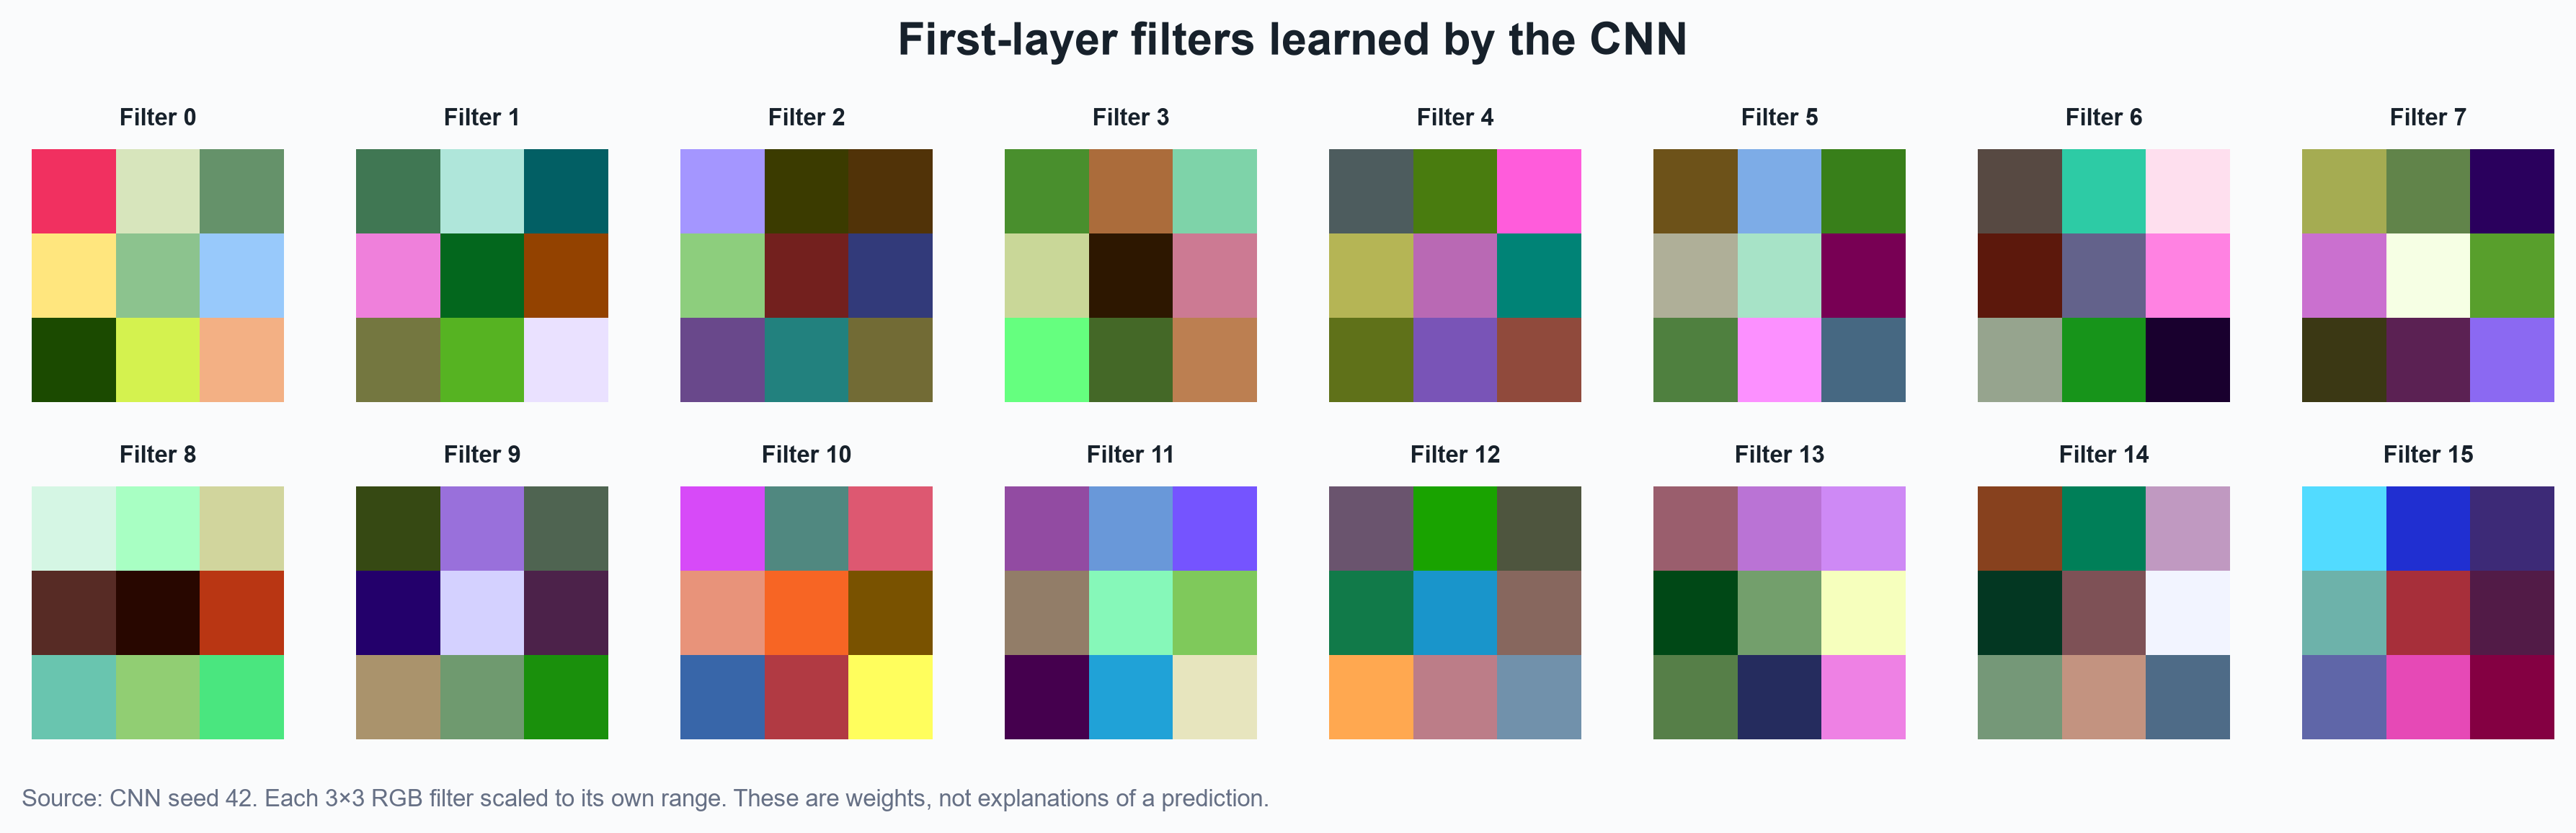 First-layer filters learned by the CNN
Filter 0 Filter 1 Filter 2 Filter 3 Filter 4 Filter 5 Filter 6 Filter 7
Filter 8 Filter 9 Filter 10 Filter 11 Filter 12 Filter 13 Filter 14 Filter 15
Source: CNN seed 42. Each 3×3 RGB filter scaled to its own range. These are weights, not explanations of a prediction.